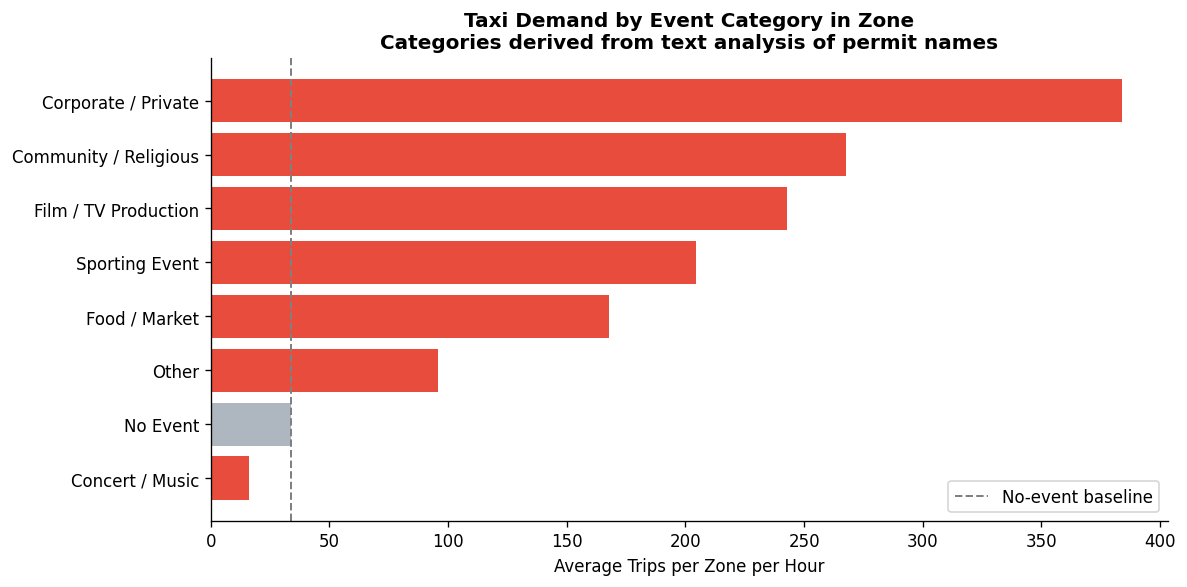 Taxi Demand by Event Category in Zone
Categories derived from text analysis of permit names
Corporate / Private
Community / Religious
Film / TV Production
Sporting Event
Food / Market
Other
No Event
Concert / Music
No-event baseline
0 50 100 150 200 250 300 350 400
Average Trips per Zone per Hour